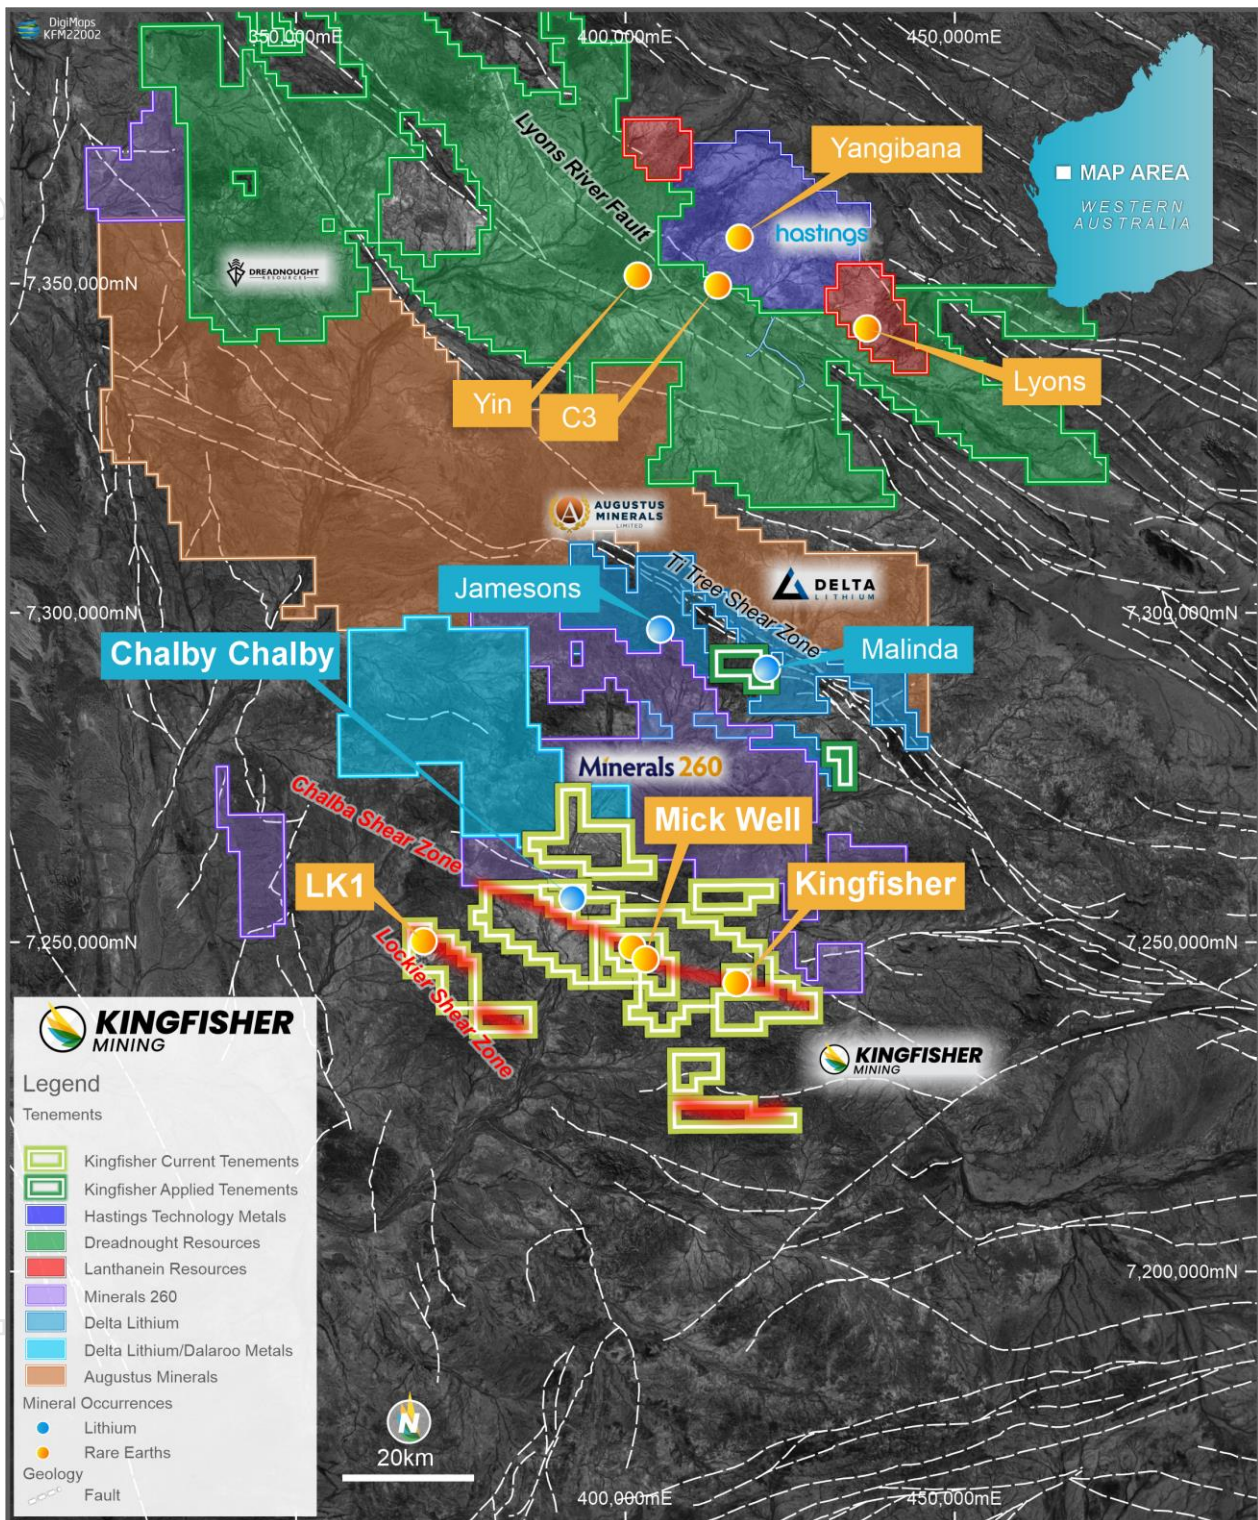 DigiMaps
KFM22002
350,000mE
400,000mE
450,000mE
Lyons River Fault
Yangibana
MAP AREA
WESTERN
AUSTRALIA
hastings
DREADNOUGHT
RESOURCES
7,350,000mN
7,350,000mN
Yin
C3
Lyons
AUGUSTUS
MINERALS
LIMITED
Ti Tree Shear Zone
DELTA
LITHIUM
Jamesons
7,300,000mN
7,300,000mN
Chalby Chalby
Malinda
Minerals 260
Chalba Shear Zone
Mick Well
LK1
Kingfisher
7,250,000mN
7,250,000mN
Lockier Shear Zone
KINGFISHER
MINING
KINGFISHER
MINING
Legend
Tenements
Kingfisher Current Tenements
Kingfisher Applied Tenements
Hastings Technology Metals
Dreadnought Resources
Lanthanein Resources
Minerals 260
Delta Lithium
Delta Lithium/Dalaroo Metals
Augustus Minerals
Mineral Occurrences
Lithium
Rare Earths
Geology
Fault
7,200,000mN
N
20km
400,000mE
450,000mE